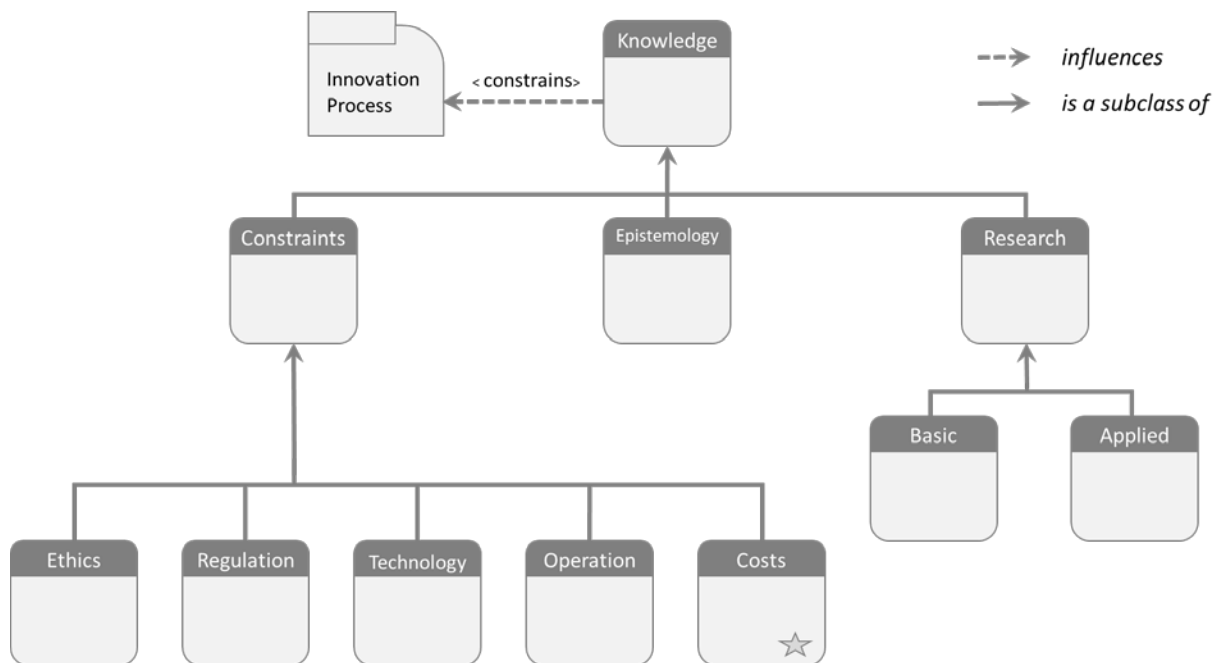 Knowledge
influences
Innovation
Process
< constrains>
is a subclass of
Constraints
Epistemology
Research
Basic
Applied
Ethics
Regulation
Technology
Operation
Costs